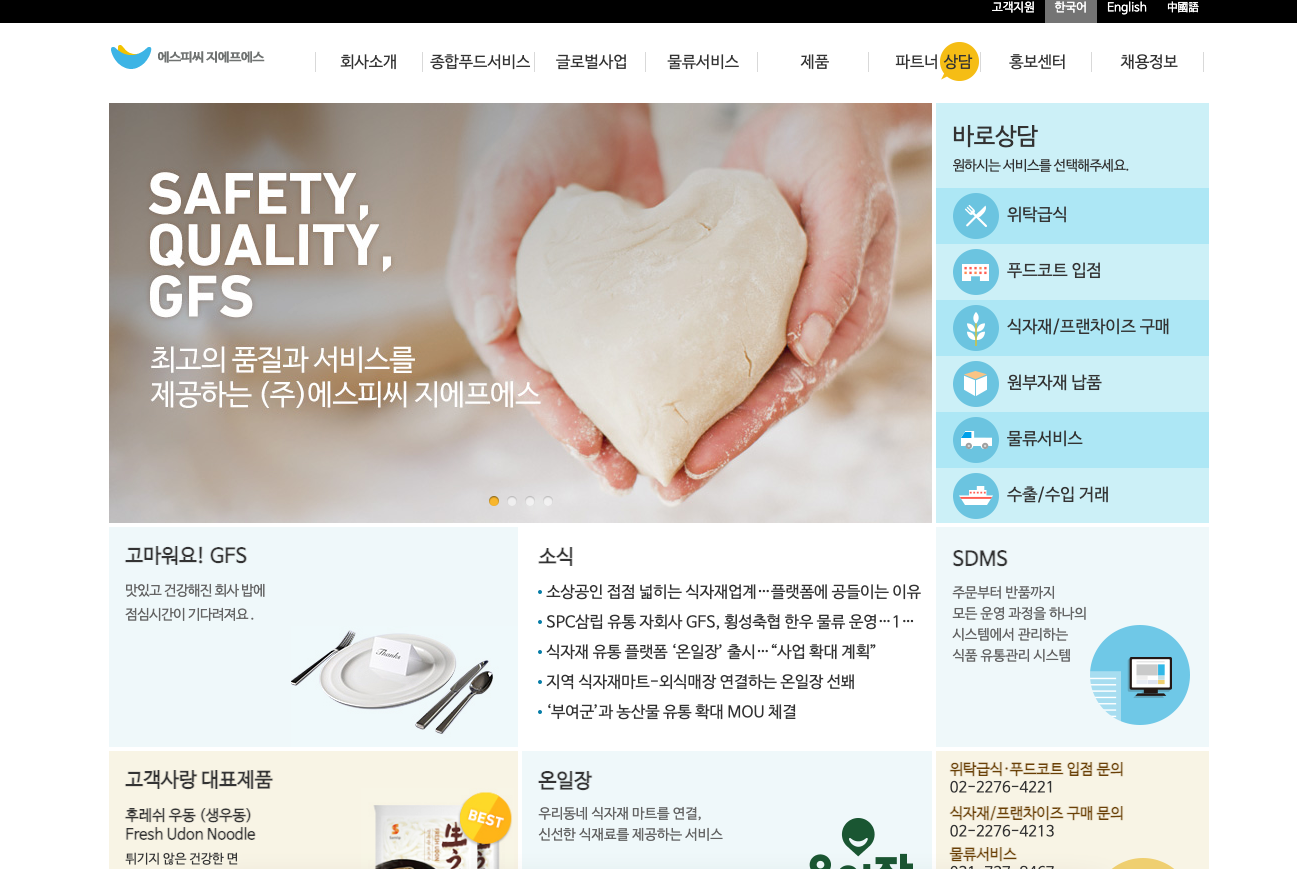 고객지원 한국어 English 中國語
에스피씨 지에프에스
회사소개 종합푸드서비스 글로벌사업 물류서비스 제품 파트너 상담 홍보센터 채용정보
SAFETY,
QUALITY,
GFS
최고의 품질과 서비스를
제공하는 (주)에스피씨 지에프에스
바로상담
원하시는 서비스를 선택해주세요.
위탁급식
푸드코트 입점
식자재/프랜차이즈 구매
원부자재 납품
물류서비스
수출/수입 거래
고마워요! GFS
맛있고 건강해진 회사 밥에
점심시간이 기다려져요.
Thanks
소식
소상공인 접점 넓히는 식자재업계…플랫폼에 공들이는 이유
SPC삼립 유통 자회사 GFS, 횡성축협 한우 물류 운영…1…
식자재 유통 플랫폼 ‘온일장’ 출시… “사업 확대 계획”
지역 식자재마트-외식매장 연결하는 온일장 선봬
‘부여군’과 농산물 유통 확대 MOU 체결
SDMS
주문부터 반품까지
모든 운영 과정을 하나의
시스템에서 관리하는
식품 유통관리 시스템
고객사랑 대표제품
후레쉬 우동 (생우동)
Fresh Udon Noodle
튀기지 않은 건강한 면
BEST
온일장
우리동네 식자재 마트를 연결,
신선한 식재료를 제공하는 서비스
위탁급식·푸드코트 입점 문의
02-2276-4221
식자재/프랜차이즈 구매 문의
02-2276-4213
물류서비스